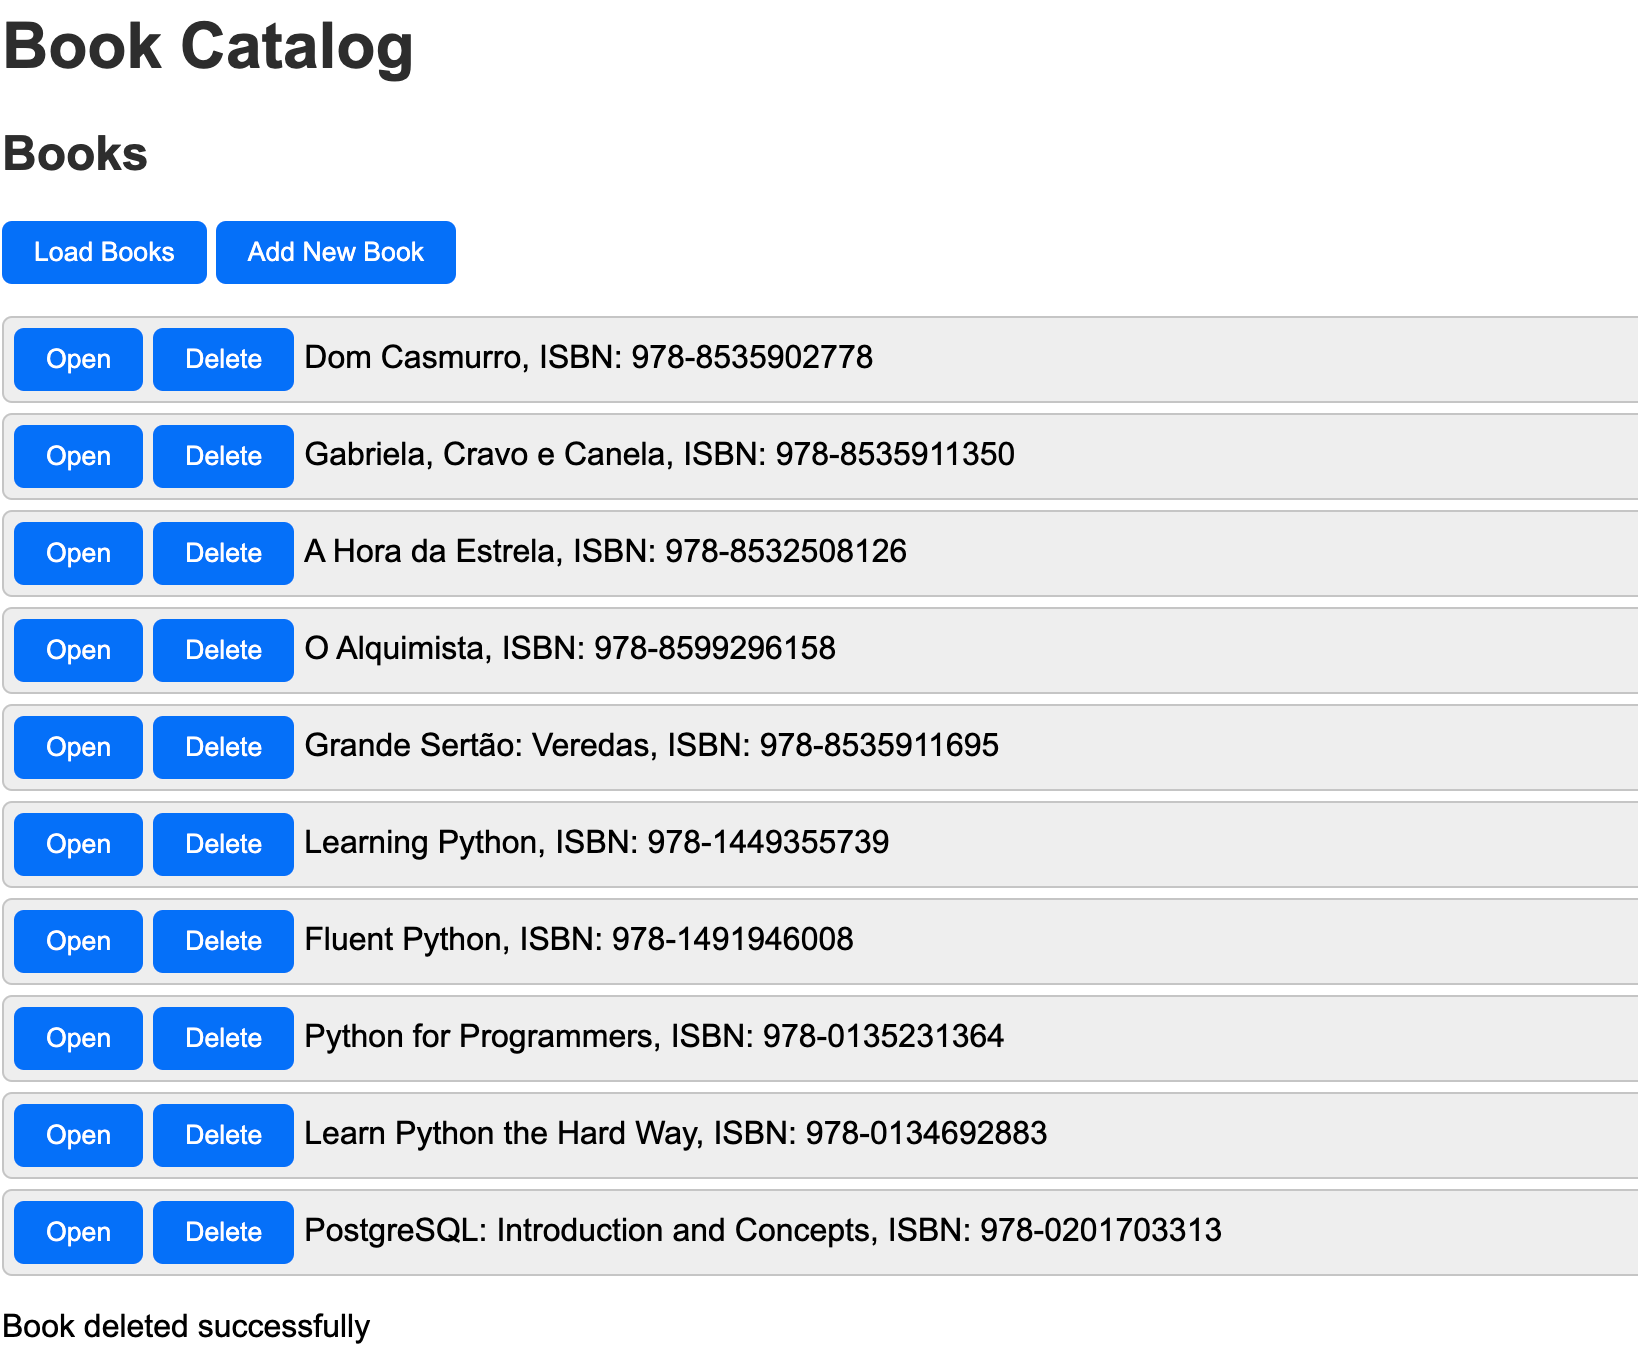 Book Catalog
Books
Load Books Add New Book
Open Delete Dom Casmurro, ISBN: 978-8535902778
Open Delete Gabriela, Cravo e Canela, ISBN: 978-8535911350
Open Delete A Hora da Estrela, ISBN: 978-8532508126
Open Delete O Alquimista, ISBN: 978-8599296158
Open Delete Grande Sertão: Veredas, ISBN: 978-8535911695
Open Delete Learning Python, ISBN: 978-1449355739
Open Delete Fluent Python, ISBN: 978-1491946008
Open Delete Python for Programmers, ISBN: 978-0135231364
Open Delete Learn Python the Hard Way, ISBN: 978-0134692883
Open Delete PostgreSQL: Introduction and Concepts, ISBN: 978-0201703313
Book deleted successfully